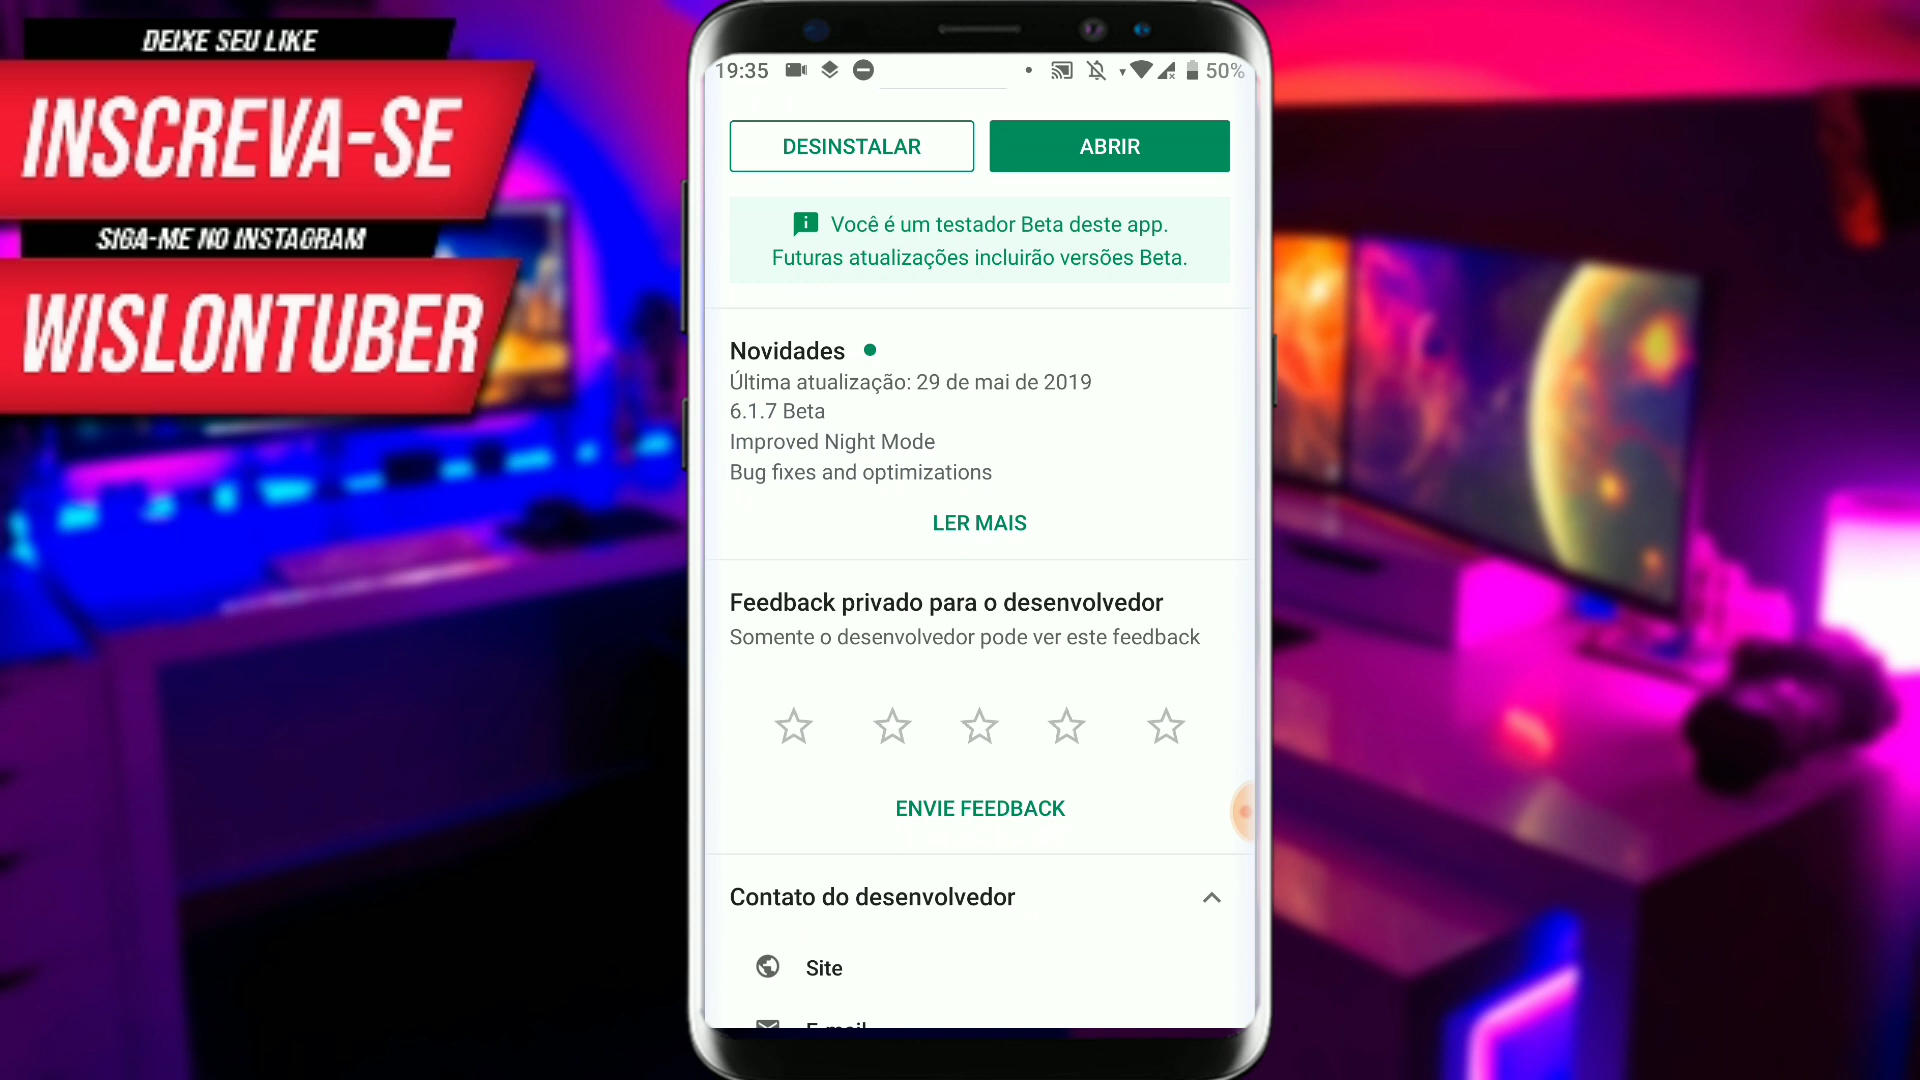 DEIXE SEU LIKE
INSCREVA-SE
SIGA-ME NO INSTAGRAM
WISLONTUBER
19:35
50%
DESINSTALAR
ABRIR
Você é um testador Beta deste app.
Futuras atualizações incluirão versões Beta.
Novidades
Última atualização: 29 de mai de 2019
6.1.7 Beta
Improved Night Mode
Bug fixes and optimizations
LER MAIS
Feedback privado para o desenvolvedor
Somente o desenvolvedor pode ver este feedback
ENVIE FEEDBACK
Contato do desenvolvedor
Site
E-mail